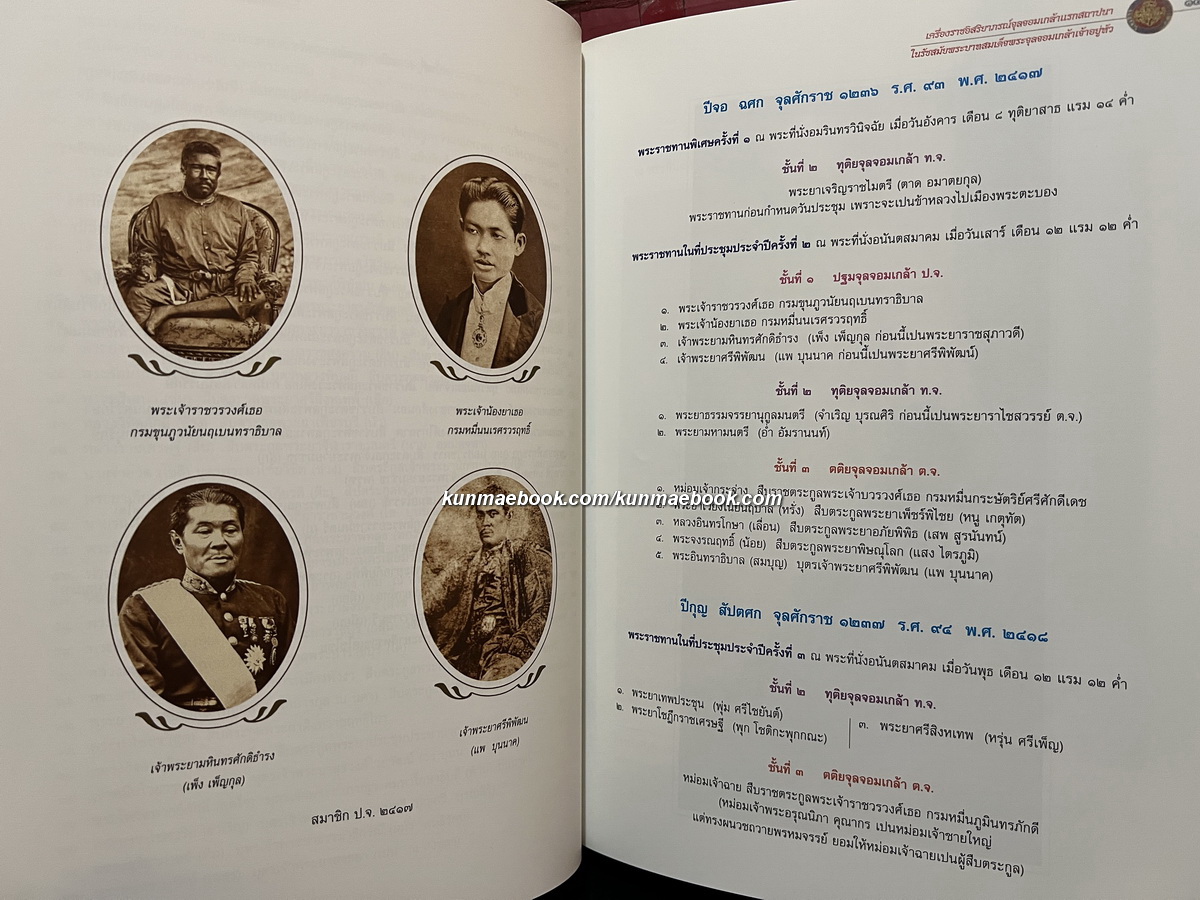 พระเจ้าราชวรวงศ์เธอ
กรมขุนภูวนัยนฤเบนทราธิบาล
พระเจ้าน้องยาเธอ
กรมหมื่นนเรศรวรฤทธิ์
เจ้าพระยามหินทรศักดิธำรง
(เพ็ง เพ็ญกุล)
เจ้าพระยาศรีพิพัฒน
(แพ บุนนาค)
สมาชิก ป.จ. ๒๔๑๗
kunmaebook.com/kunmaebook.com
เครื่องราชอิสริยาภรณ์จุลจอมเกล้าแรกสถาปนา
ในรัชสมัยพระบาทสมเด็จพระจุลจอมเกล้าเจ้าอยู่หัว
ปีจอ ฉศก จุลศักราช ๑๒๓๖ ร.ศ. ๙๓ พ.ศ. ๒๔๑๗
พระราชทานพิเศษครั้งที่ ๑ ณ พระที่นั่งอมรินทรวินิจฉัย เมื่อวันอังคาร เดือน ๘ ทุติยาสาธ แรม ๑๔ ค่ำ
ชั้นที่ ๒ ทุติยจุลจอมเกล้า ท.จ.
พระยาเจริญราชไมตรี (ตาด อมาตยกุล)
พระราชทานก่อนกำหนดวันประชุม เพราะจะเปนข้าหลวงไปเมืองพระตะบอง
พระราชทานในที่ประชุมประจำปีครั้งที่ ๒ ณ พระที่นั่งอนันตสมาคม เมื่อวันเสาร์ เดือน ๑๒ แรม ๑๒ ค่ำ
ชั้นที่ ๑ ปฐมจุลจอมเกล้า ป.จ.
๑. พระเจ้าราชวรวงศ์เธอ กรมขุนภูวนัยนฤเบนทราธิบาล
๒. พระเจ้าน้องยาเธอ กรมหมื่นนเรศรวรฤทธิ์
๓. เจ้าพระยามหินทรศักดิธำรง (เพ็ง เพ็ญกุล ก่อนนี้เปนพระยาราชสุภาวดี)
๔. เจ้าพระยาศรีพิพัฒน (แพ บุนนาค ก่อนนี้เปนพระยาศรีพิพัฒน์)
ชั้นที่ ๒ ทุติยจุลจอมเกล้า ท.จ.
๑. พระยาธรรมจรรยานุกูลมนตรี (จำเริญ บุรณศิริ ก่อนนี้เปนพระยาราไชสวรรย์ ต.จ.)
๒. พระยามหามนตรี (อ่ำ อัมรานนท์)
ชั้นที่ ๓ ตติยจุลจอมเกล้า ต.จ.
๑. หม่อมเจ้ากระจ่าง สืบราชตระกูลพระเจ้าบวรวงศ์เธอ กรมหมื่นกระษัตริย์ศรีศักดิเดช
(หรั่ง) สืบตระกูลพระยาเพ็ชร์พิไชย (หนู เกตุทัต)
๓. หลวงอินทรโกษา (เลื่อน) สืบตระกูลพระยาอภัยพิพิธ (เสพ สูรนันทน์)
๔. พระจงรณฤทธิ์ (น้อย) สืบตระกูลพระยาพิษณุโลก (แสง ไตรภูมิ)
๕. พระอินทราธิบาล (สมบุญ) บุตรเจ้าพระยาศรีพิพัฒน (แพ บุนนาค)
ปีกุญ สัปตศก จุลศักราช ๑๒๓๗ ร.ศ. ๙๔ พ.ศ. ๒๔๑๘
พระราชทานในที่ประชุมประจำปีครั้งที่ ๓ ณ พระที่นั่งอนันตสมาคม เมื่อวันพุธ เดือน ๑๒ แรม ๑๒ ค่ำ
ชั้นที่ ๒ ทุติยจุลจอมเกล้า ท.จ.
๑. พระยาเทพประชุน (พุ่ม ศรีไชยันต์)
๒. พระยาโชฎึกราชเศรษฐี (พุก โชติกะพุกกณะ)
๓. พระยาศรีสิงหเทพ (หรุ่น ศรีเพ็ญ)
ชั้นที่ ๓ ตติยจุลจอมเกล้า ต.จ.
หม่อมเจ้าฉาย สืบราชตระกูลพระเจ้าราชวรวงศ์เธอ กรมหมื่นภูมินทรภักดี
(หม่อมเจ้าพระอรุณนิภา คุณากร เปนหม่อมเจ้าชายใหญ่
แต่ทรงผนวชถวายพรหมจรรย์ ยอมให้หม่อมเจ้าฉายเปนผู้สืบตระกูล)